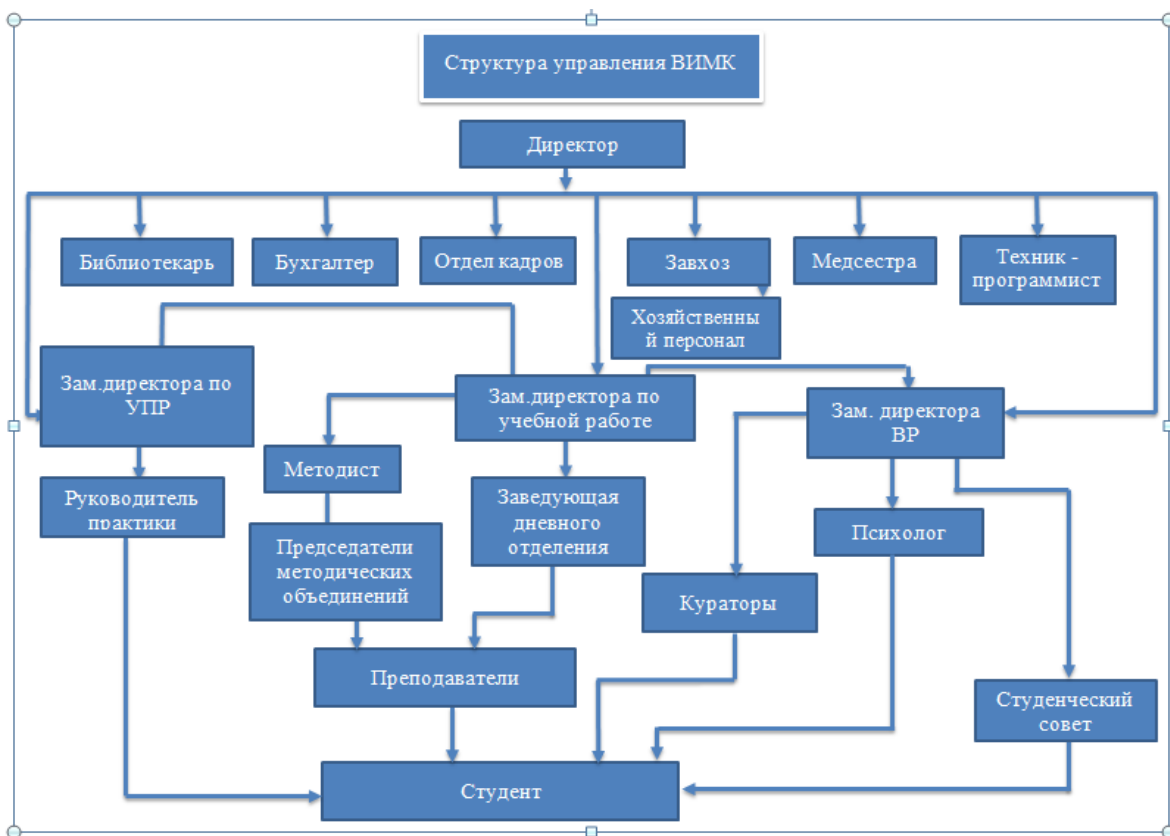 Структура управления ВИМК
Директор
Библиотекарь
Бухгалтер
Отдел кадров
Завхоз
Медсестра
Техник -
программист
Хозяйственны
й персонал
Зам.директора по
УПР
Зам.директора по
учебной работе
Зам. директора
ВР
Методист
Руководитель
практики
Заведующая
дневного
отделения
Психолог
Председатели
методических
объединений
Кураторы
Преподаватели
Студенческий
совет
Студент